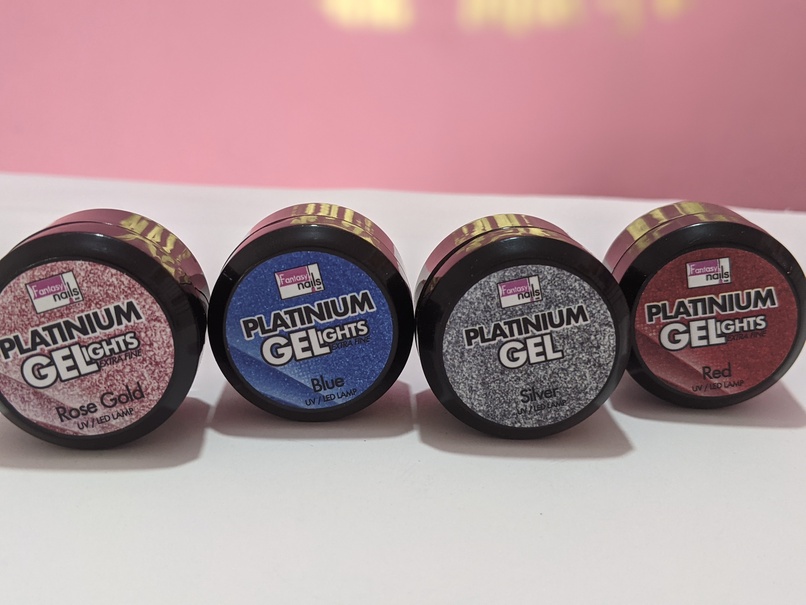 Fantasy
nails
PLATINIUM
GELIGHTS
EXTRA FINE
Rose Gold
UV / LED LAMP
Fantasy
nails
PLATINIUM
GELIGHTS
EXTRA FINE
Blue
UV / LED LAMP
Fantasy
nails
PLATINIUM
GEL
Silver
UV / LED LAMP
Fantasy
nails
PLATINIUM
GELIGHTS
EXTRA FINE
Red
UV / LED LAMP